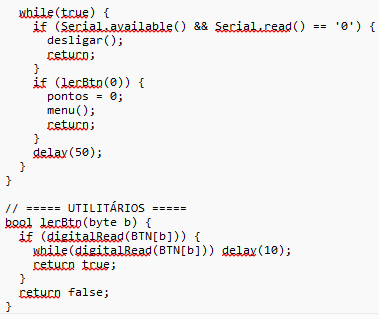 while(true) {
if (Serial.available() && Serial.read() == '0') {
desligar();
return;
}
if (lerBtn(0)) {
pontos = 0;
menu();
return;
}
delay(50);
}
}
// ===== UTILITÁRIOS =====
bool lerBtn(byte b) {
if (digitalRead(BTN[b])) {
while(digitalRead(BTN[b])) delay(10);
return true;
}
return false;
}